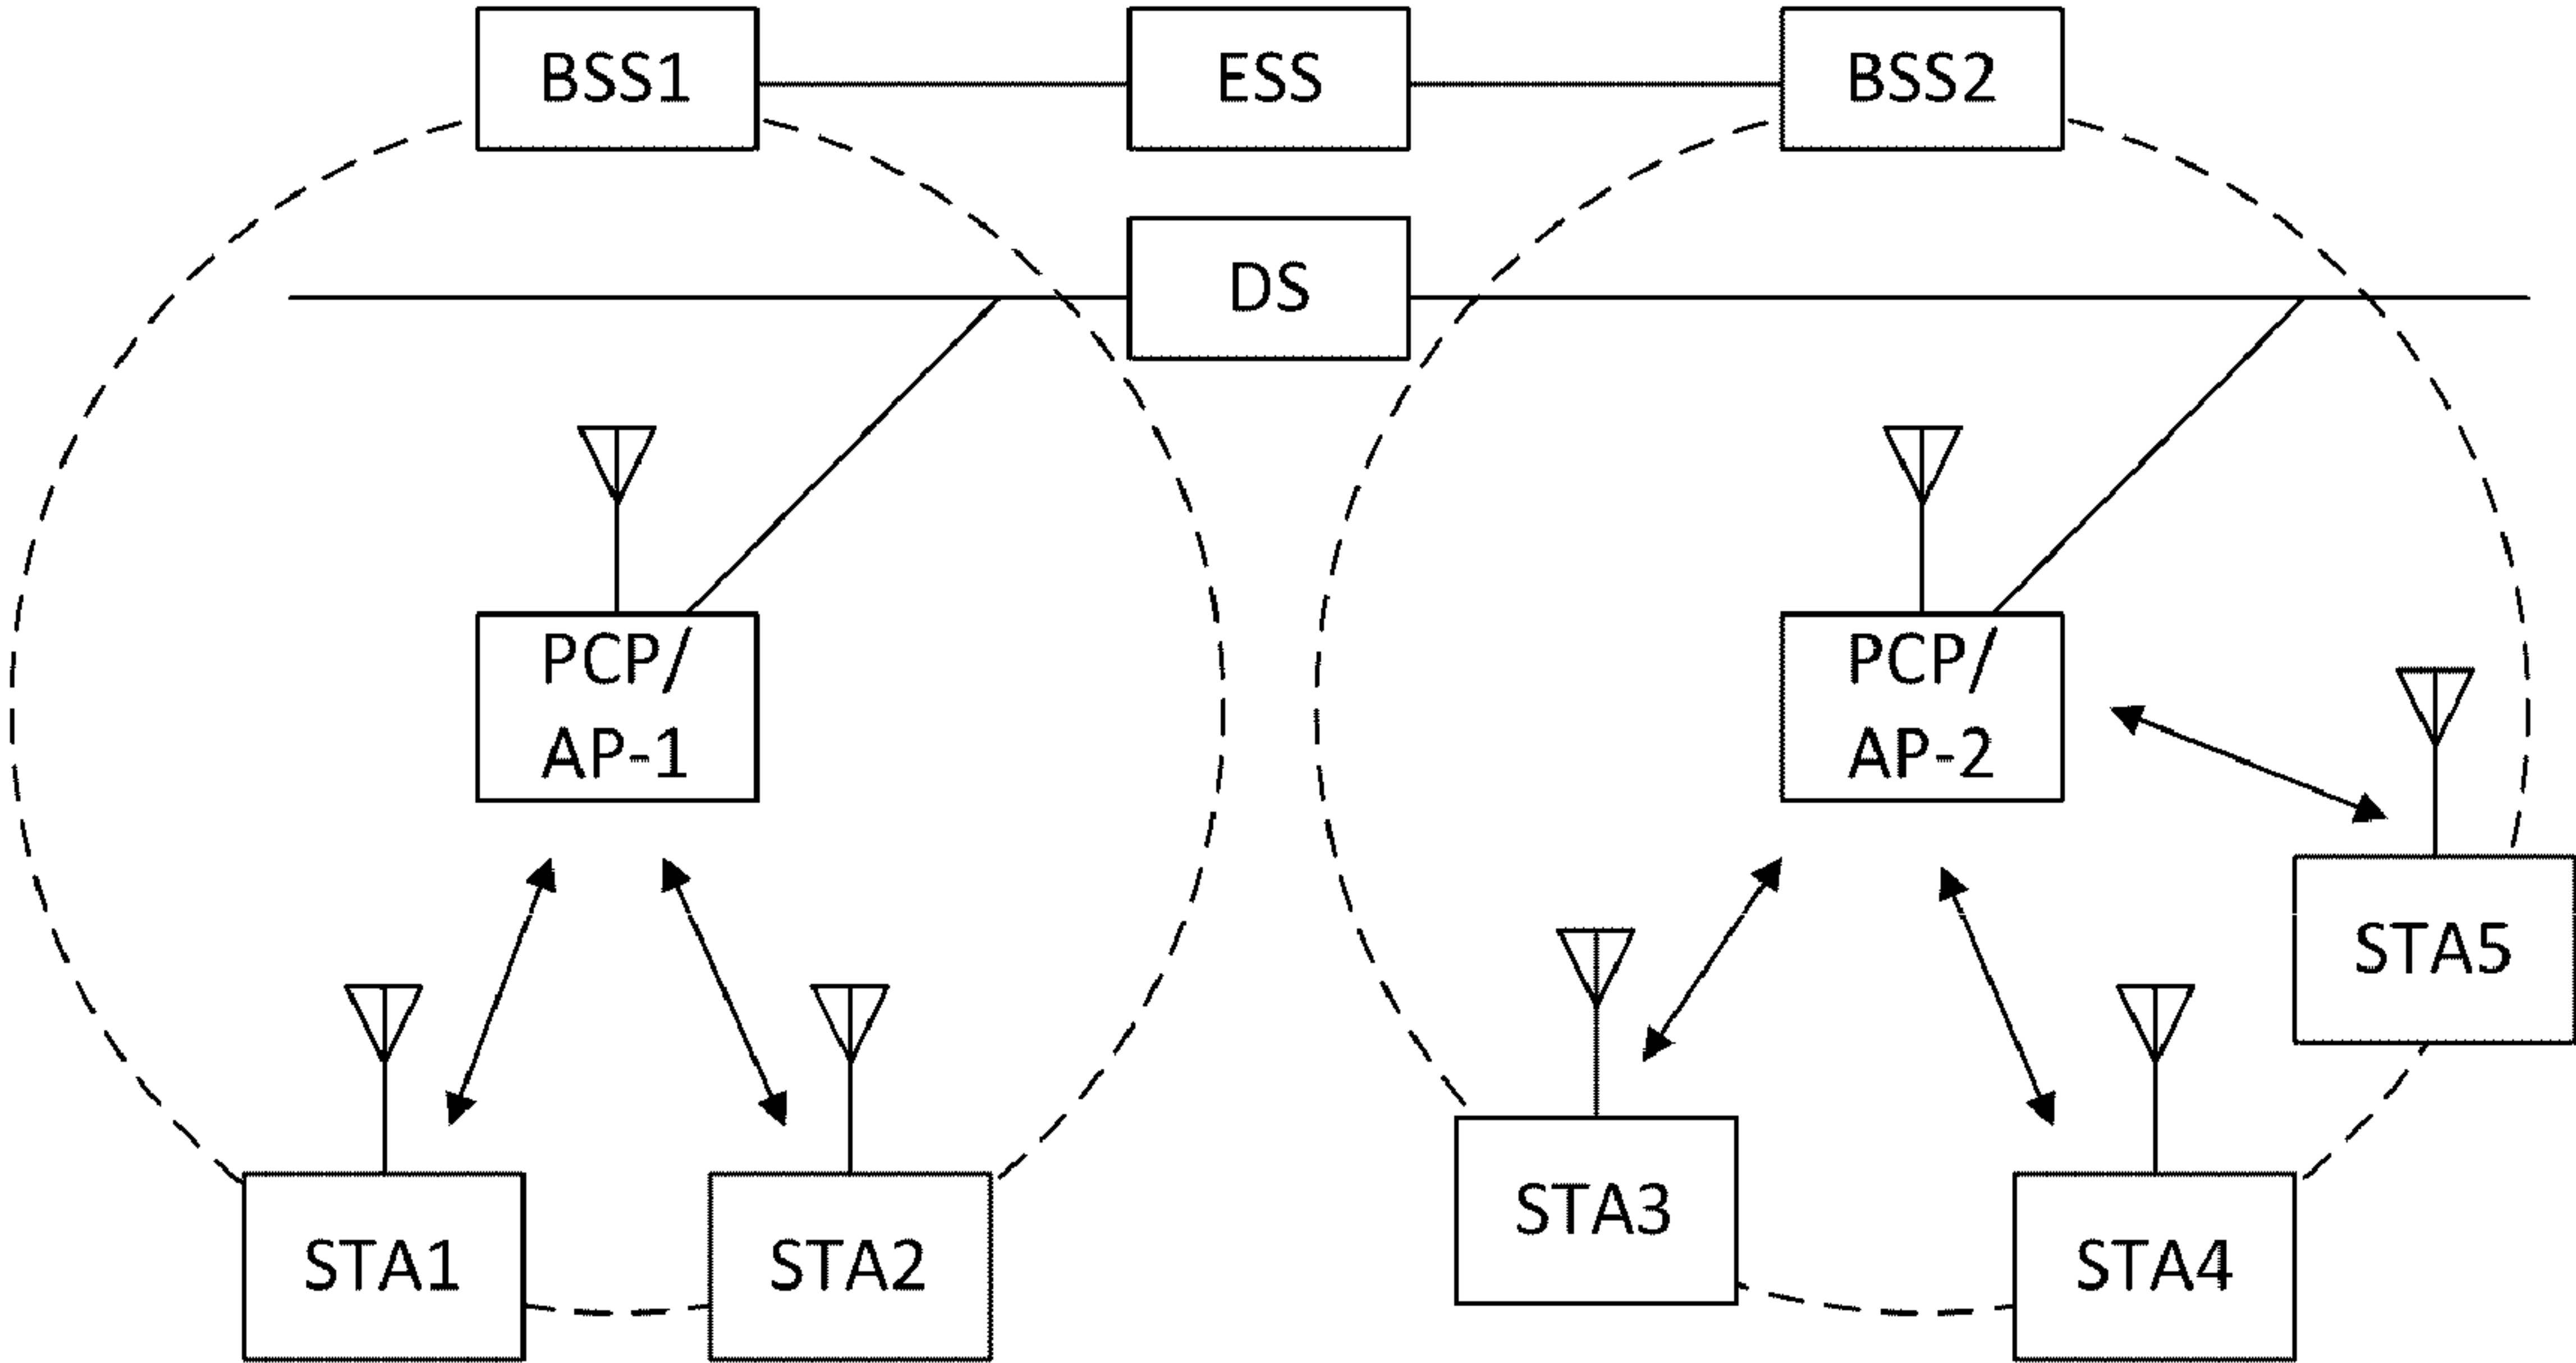 BSS1
ESS
BSS2
DS
PCP/
AP-1
PCP/
AP-2
STA5
STA3
STA1
STA2
STA4